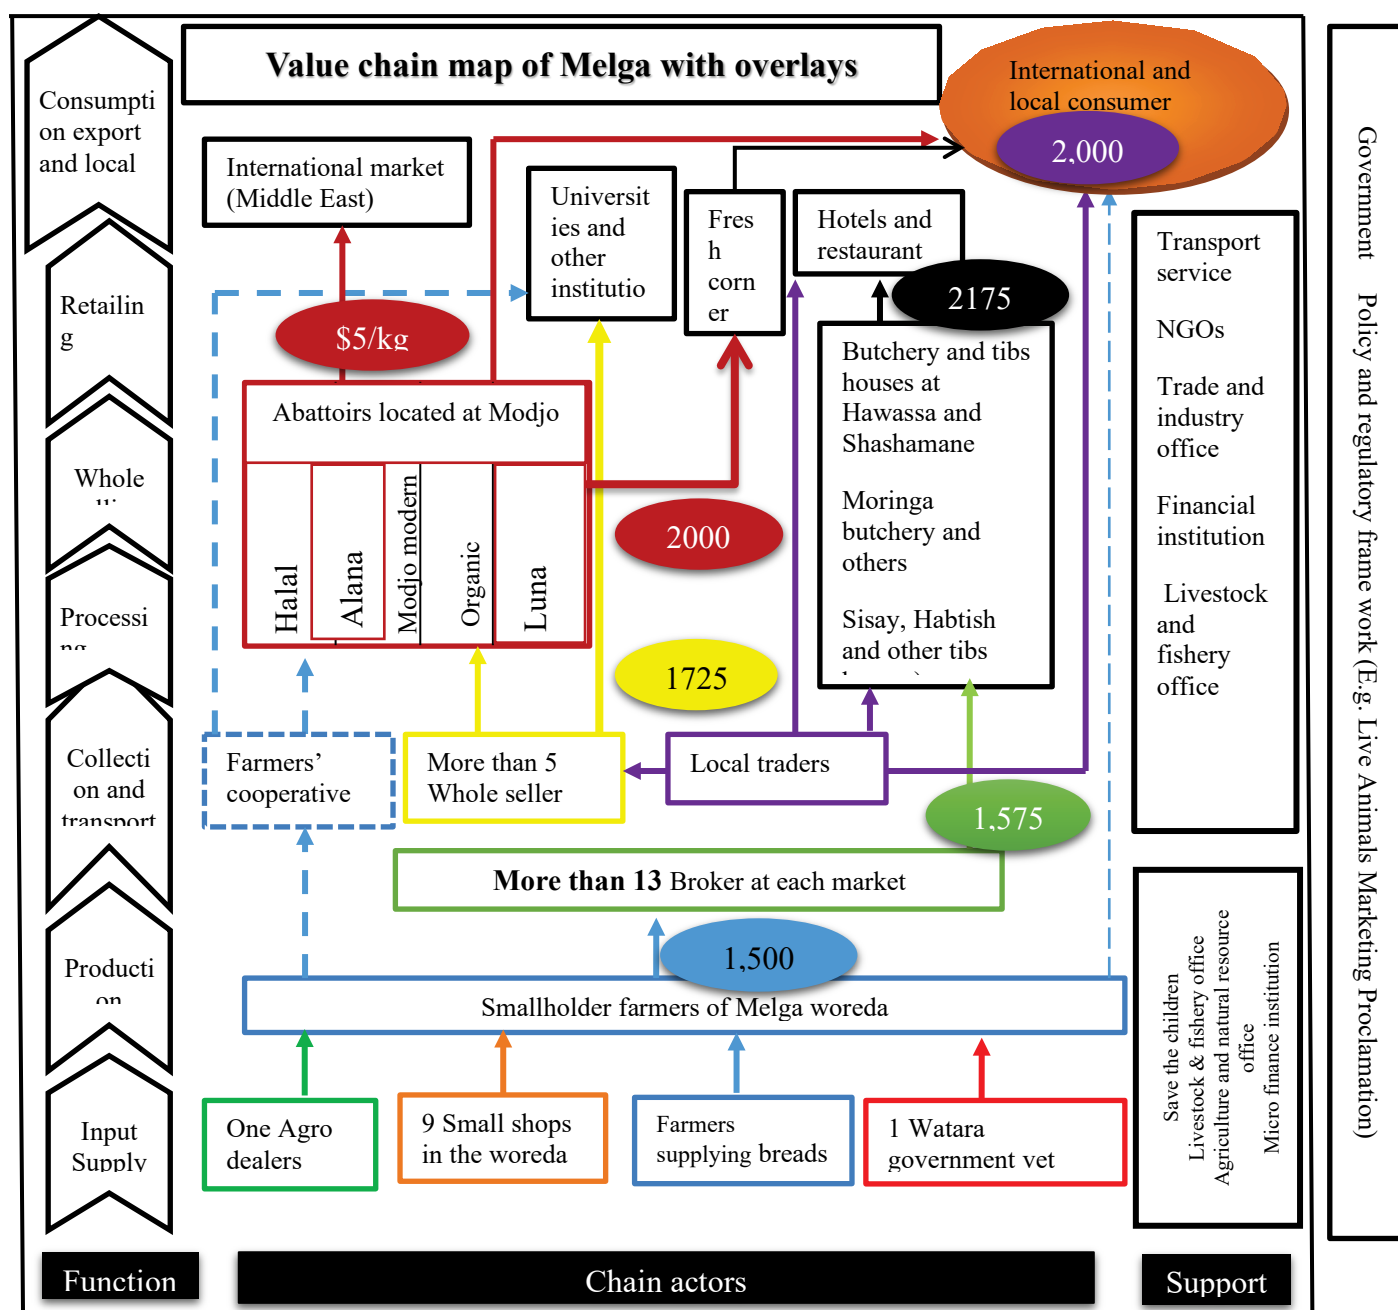 Value chain map of Melga with overlays
Consumpti
on export
and local
Retailin
g
Whole
Processi
Collecti
on and
transport
Producti
on
Input
Supply
Function
International and
local consumer
2,000
International market
(Middle East)
Universit
ies and
other
institutio
Fres
h
corn
er
Hotels and
restaurant
2175
$5/kg
Abattoirs located at Modjo
Halal
Alana
Modjo modern
Organic
Luna
2000
1725
Butchery and tibs
houses at
Hawassa and
Shashamane
Moringa
butchery and
others
Sisay, Habtish
and other tibs
Farmers’
cooperative
More than 5
Whole seller
Local traders
1,575
More than 13 Broker at each market
1,500
Smallholder farmers of Melga woreda
One Agro
dealers
9 Small shops
in the woreda
Farmers
supplying breads
1 Watara
government vet
Chain actors
Transport
service
NGOs
Trade and
industry
office
Financial
institution
Livestock
and
fishery
office
Save the children
Livestock & fishery office
Agriculture and natural resource
office
Micro finance institution
Support
Government Policy and regulatory frame work (E.g. Live Animals Marketing Proclamation)